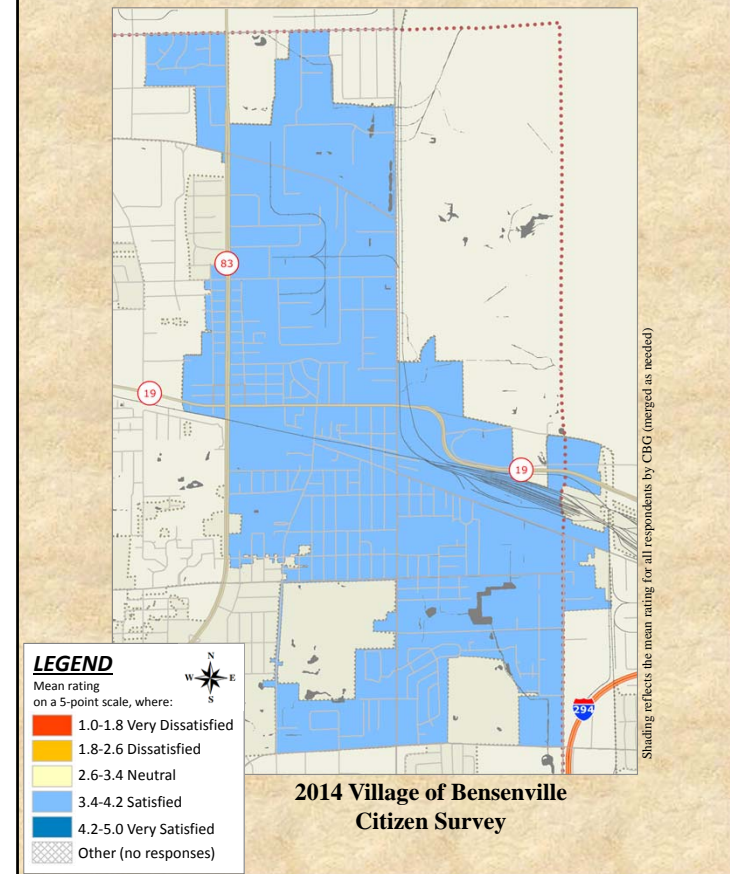 83
19
19
294
Shading reflects the mean rating for all respondents by CBG (merged as needed)
LEGEND
N
W E
S
Mean rating
on a 5-point scale, where:
1.0-1.8 Very Dissatisfied
1.8-2.6 Dissatisfied
2.6-3.4 Neutral
3.4-4.2 Satisfied
4.2-5.0 Very Satisfied
Other (no responses)
2014 Village of Bensenville
Citizen Survey